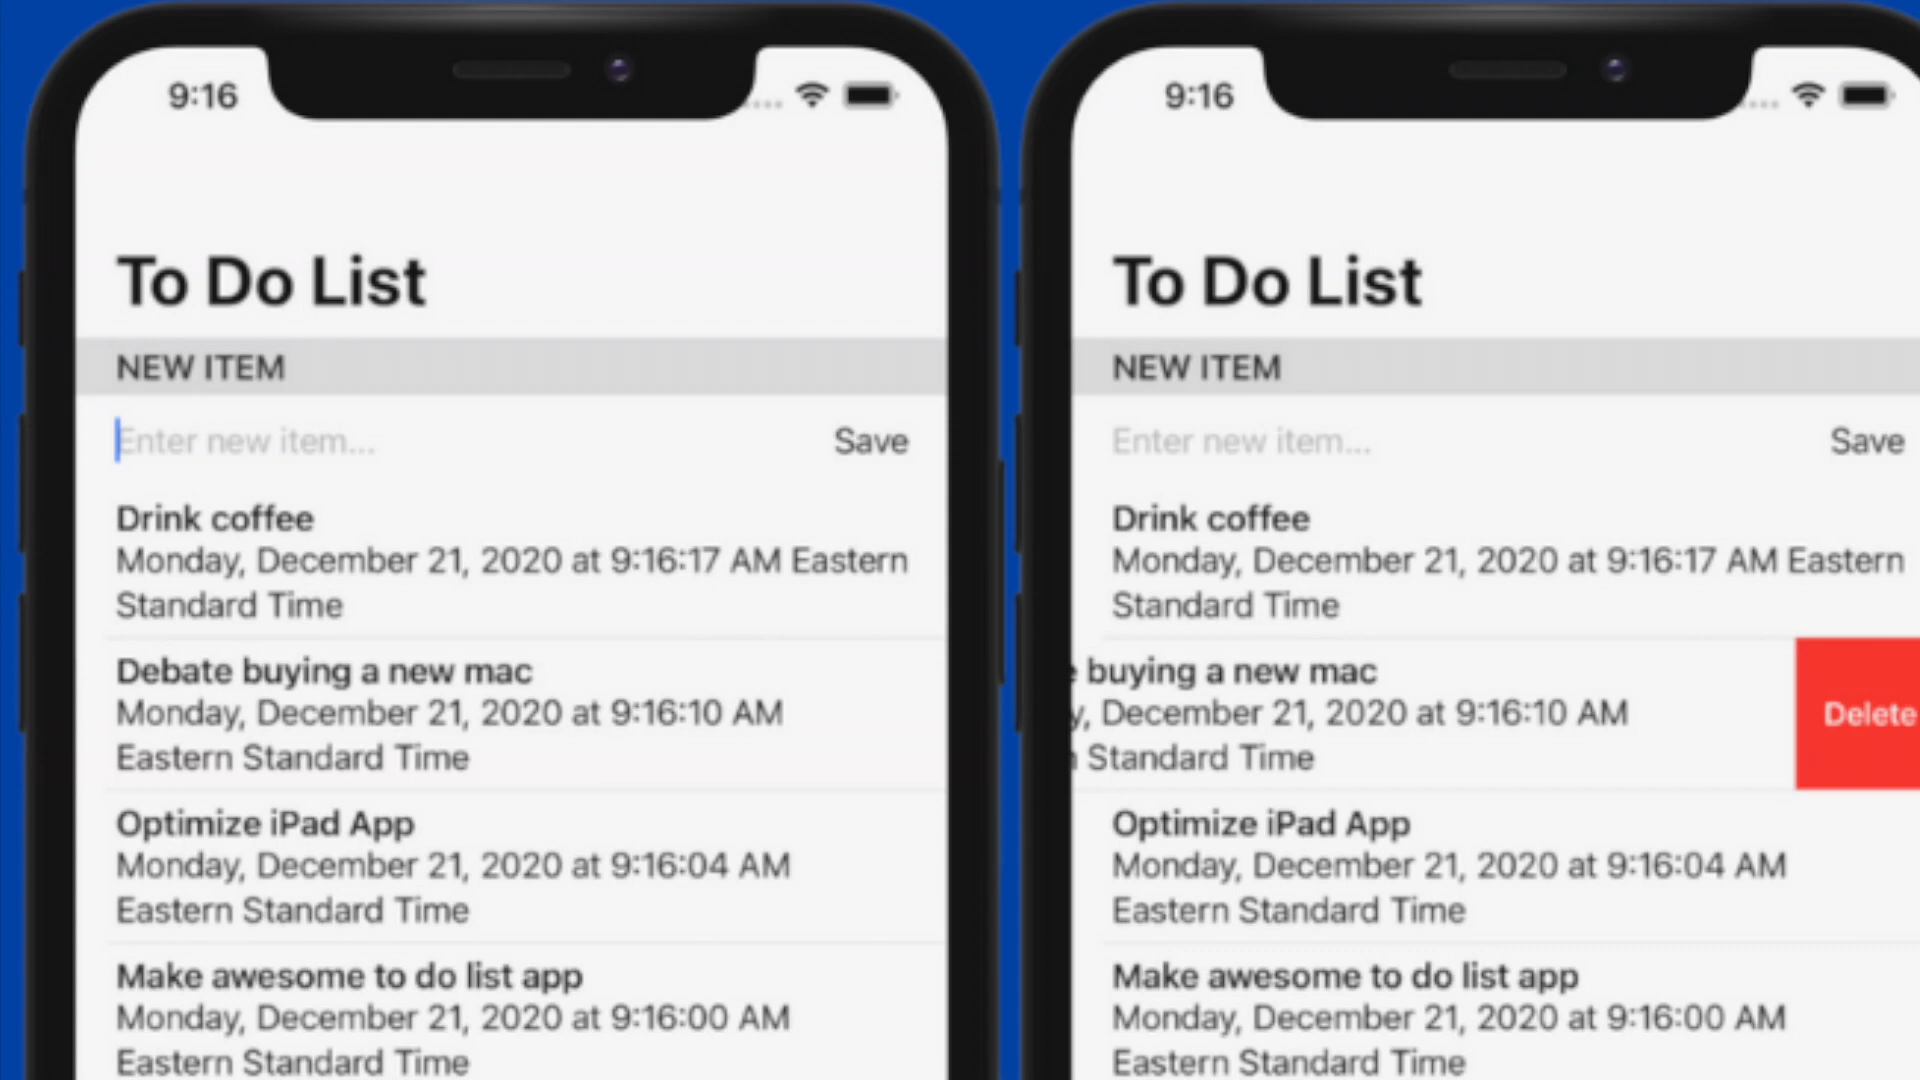 9:16
To Do List
NEW ITEM
Enter new item...
Save
Drink coffee
Monday, December 21, 2020 at 9:16:17 AM Eastern
Standard Time
Debate buying a new mac
Monday, December 21, 2020 at 9:16:10 AM
Eastern Standard Time
Optimize iPad App
Monday, December 21, 2020 at 9:16:04 AM
Eastern Standard Time
Make awesome to do list app
Monday, December 21, 2020 at 9:16:00 AM
Eastern Standard Time
9:16
To Do List
NEW ITEM
Enter new item...
Save
Drink coffee
Monday, December 21, 2020 at 9:16:17 AM Eastern
Standard Time
e buying a new mac
y, December 21, 2020 at 9:16:10 AM
Standard Time
Delete
Optimize iPad App
Monday, December 21, 2020 at 9:16:04 AM
Eastern Standard Time
Make awesome to do list app
Monday, December 21, 2020 at 9:16:00 AM
Eastern Standard Time